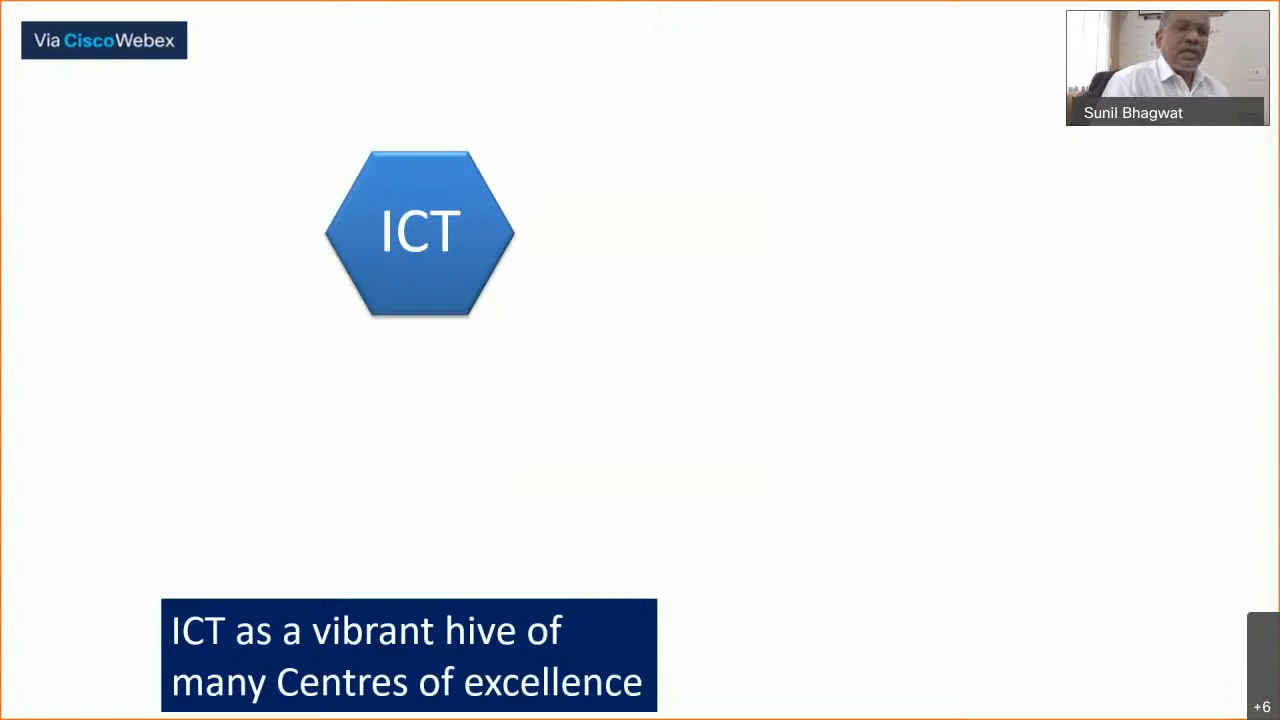 Via CiscoWebex
Sunil Bhagwat
ICT
ICT as a vibrant hive of
many Centres of excellence
+6